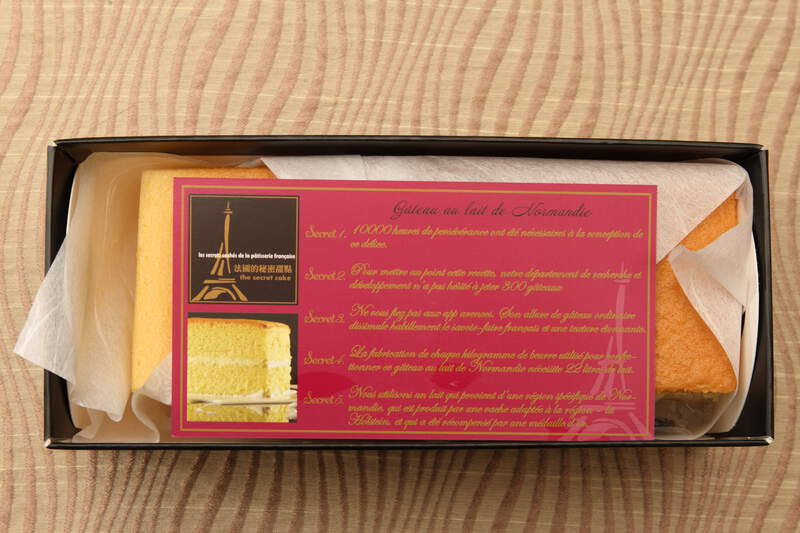 les secrets cachés de la pâtisserie française
法國的秘密甜點
the secret cake
Gâteau au lait de Normandie
Secret 1. 10000 heures de persévérance ont été nécessaires à la conception de
ce délice.
Secret 2. Pour mettre au point cette recette, notre département de recherche et
développement n'a pas hésité à jeter 300 gâteaux
Secret 3. Ne vous fiez pas aux app arences. Son allure de gâteau ordinaire
dissimule habillement le savoir-faire français et une texture étonnante.
Secret 4. La fabrication de chaque kilogramme de beurre utilisé pour confec-
tionner ce gâteau au lait de Normandie nécessite 22 litres de lait.
Secret 5. Nous utilisons un lait qui provient d'une région spécifique de Nor-
mandie, qui est produit par une vache adaptée à la région - la
Holstein, et qui a été récompensé par une médaille d'or.